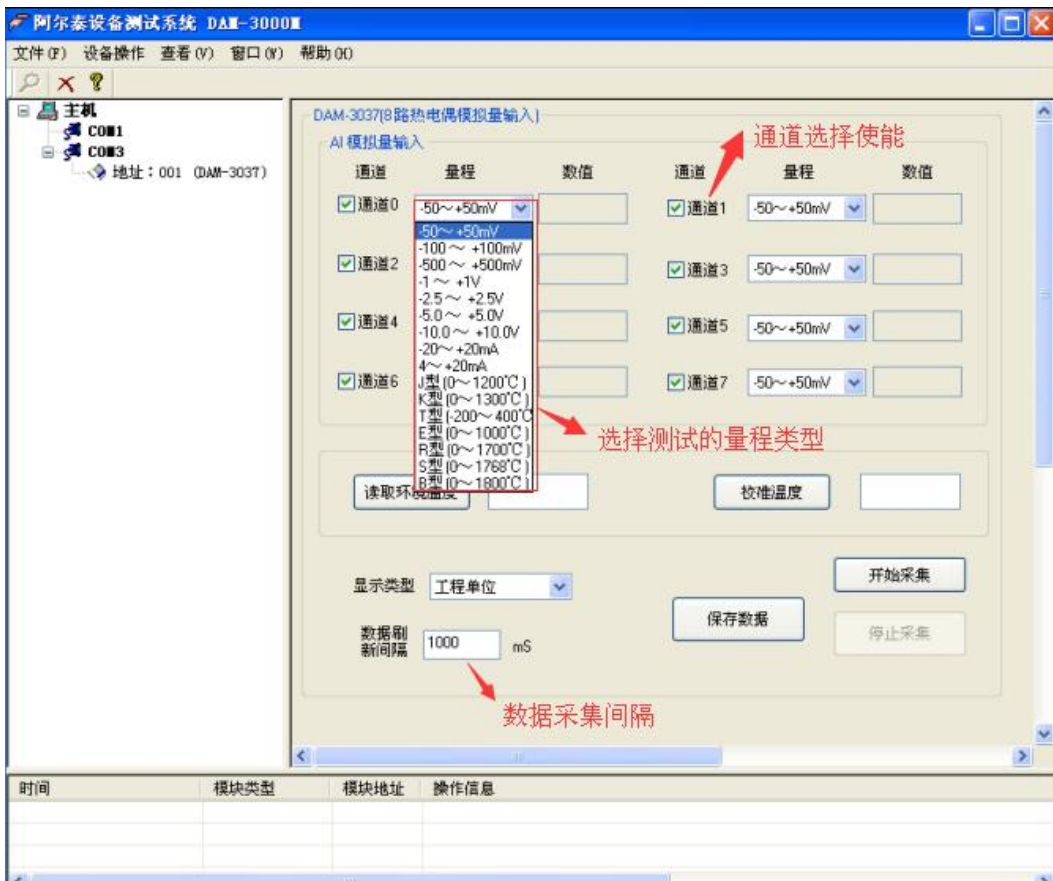 阿尔泰设备测试系统 DAM-3000M
文件(F) 设备操作 查看(V) 窗口(W) 帮助(H)
主机
COM1
COM3
地址：001 (DAM-3037)
DAM-3037(8路热电偶模拟量输入)
AI 模拟量输入
通道选择使能
通道 量程 数值 通道 量程 数值
通道0 -50～+50mV 通道1 -50～+50mV
-50～ +50mV
-100～ +100mV
通道2 -500～ +500mV 通道3 -50～+50mV
-1～ +1V
-2.5～ +2.5V
通道4 -5.0～ +5.0V 通道5 -50～+50mV
-10.0～ +10.0V
-20～+20mA
4～+20mA
通道6 J型(0～1200℃) 通道7 -50～+50mV
K型(0～1300℃)
T型(-200～400℃
E型(0～1000℃)
选择测试的量程类型
R型(0～1700℃)
S型(0～1768℃)
B型(0～1800℃)
读取环境温度 校准温度
显示类型 工程单位 开始采集
保存数据
数据刷新间隔 1000 mS 停止采集
数据采集间隔
时间 模块类型 模块地址 操作信息